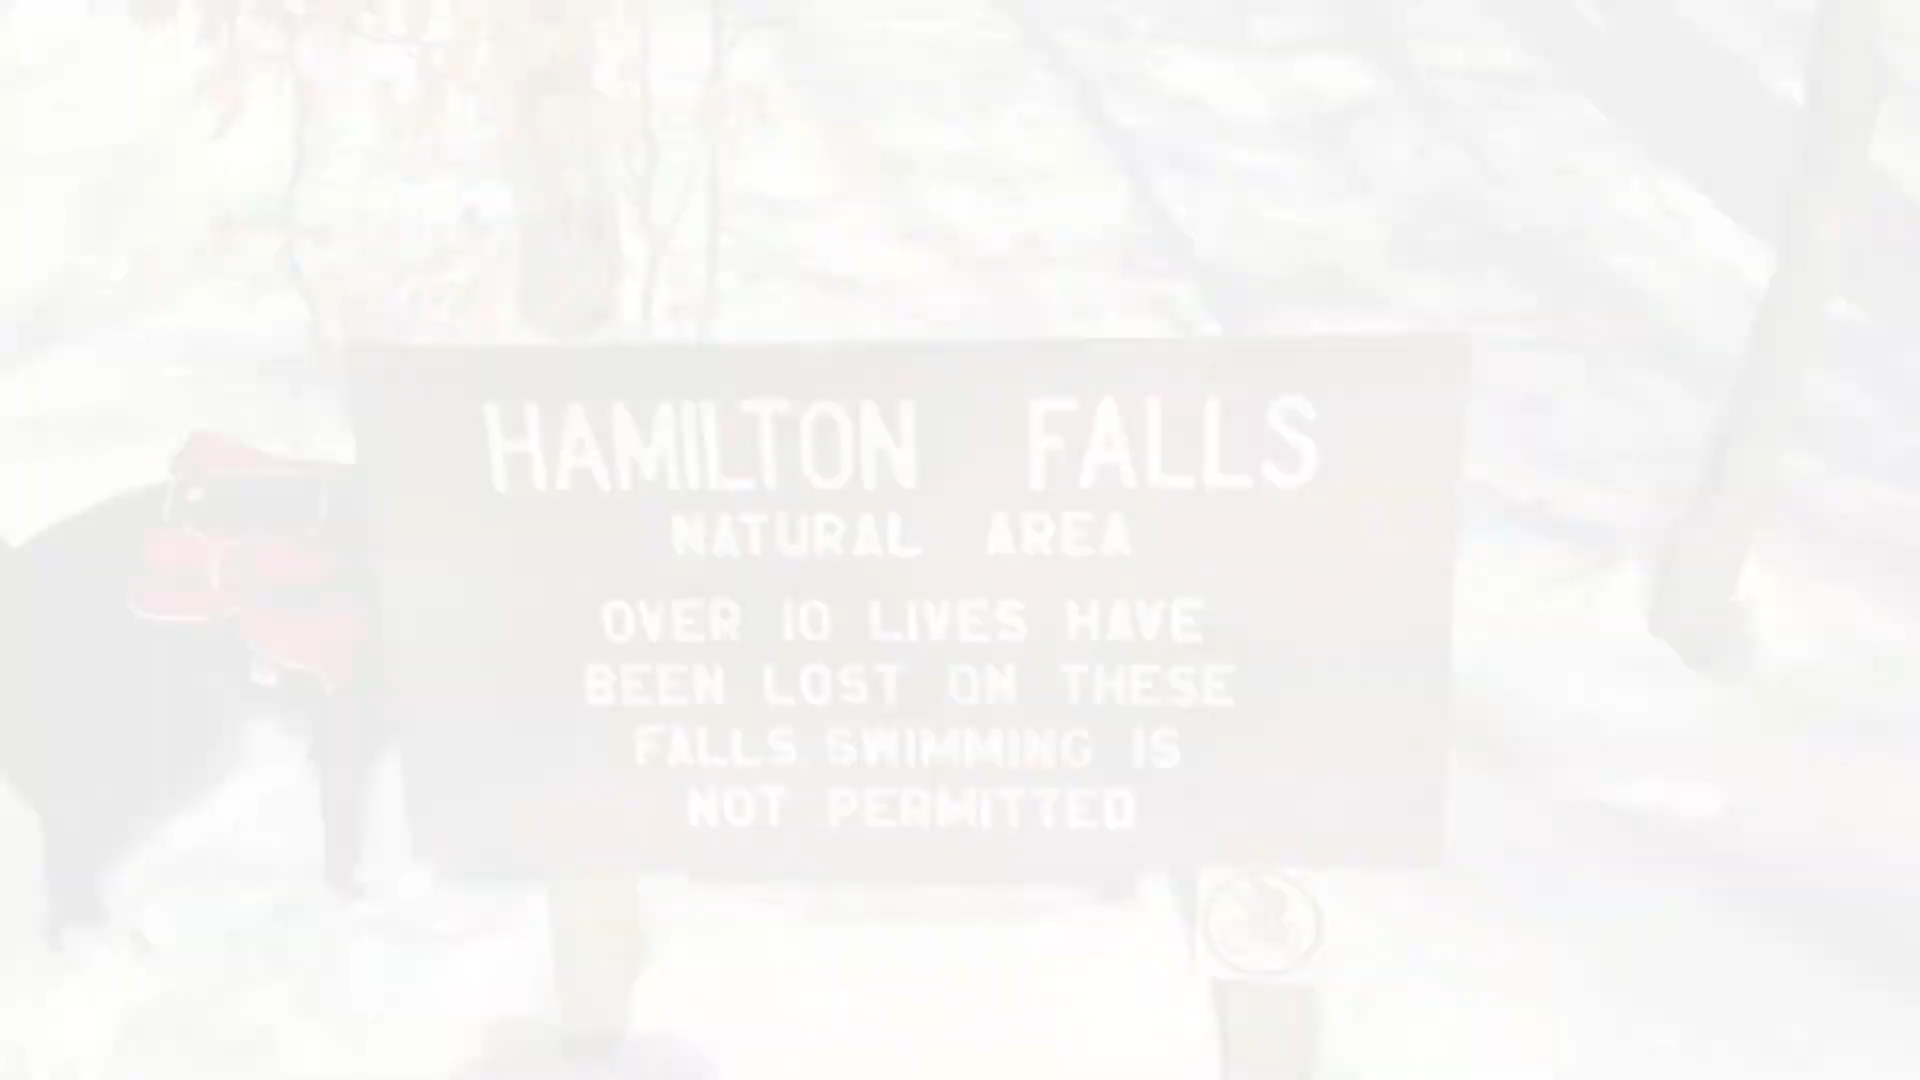 HAMILTON FALLS
NATURAL AREA
OVER 10 LIVES HAVE
BEEN LOST ON THESE
FALLS. SWIMMING IS
NOT PERMITTED